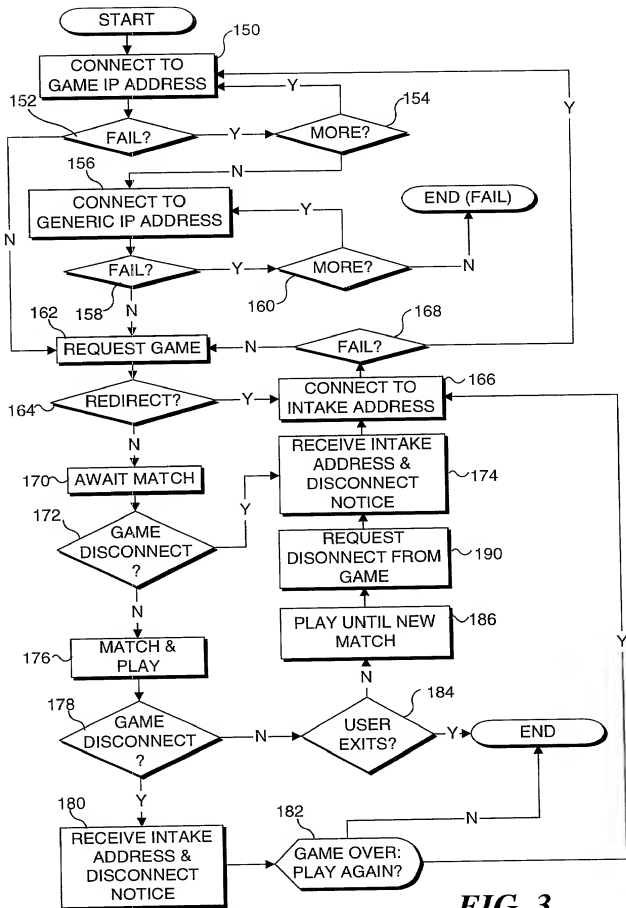 START
150
CONNECT TO
GAME IP ADDRESS
Y
152
FAIL?
Y
MORE?
154
Y
N
156
CONNECT TO
GENERIC IP ADDRESS
Y
END (FAIL)
N
FAIL?
Y
MORE?
N
158
160
N
162
REQUEST GAME
N
FAIL?
168
164
REDIRECT?
Y
CONNECT TO
INTAKE ADDRESS
166
N
170
AWAIT MATCH
RECEIVE INTAKE
ADDRESS &
DISCONNECT
NOTICE
174
172
GAME
DISCONNECT
?
Y
REQUEST
DISONNECT FROM
GAME
190
N
PLAY UNTIL NEW
MATCH
186
176
MATCH &
PLAY
Y
N
178
GAME
DISCONNECT
?
N
USER
EXITS?
184
Y
END
Y
180
RECEIVE INTAKE
ADDRESS &
DISCONNECT
NOTICE
182
GAME OVER:
PLAY AGAIN?
N
FIG. 3